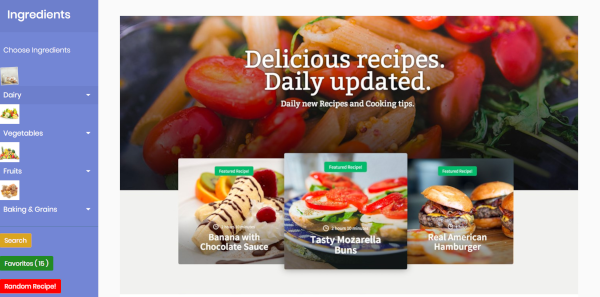 Ingredients
Choose Ingredients
Dairy
Vegetables
Fruits
Baking & Grains
Search
Favorites ( 15 )
Random Recipe!
Delicious recipes.
Daily updated.
Daily new Recipes and Cooking tips.
Featured Recipe!
Banana with
Chocolate Sauce
Featured Recipe!
Tasty Mozarella
Buns
Featured Recipe!
Real American
Hamburger